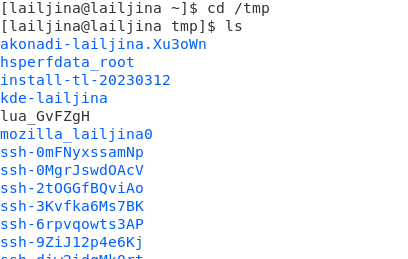 [lailjina@lailjina ~]$ cd /tmp
[lailjina@lailjina tmp]$ ls
akonadi-lailjina.Xu3oWn
hsperfdata_root
install-tl-20230312
kde-lailjina
lua_GvFZgH
mozilla_lailjina0
ssh-0mFNyxssamNp
ssh-0MgrJswdOAcV
ssh-2tOGGfBQviAo
ssh-3Kvfka6Ms7BK
ssh-6rpvqowts3AP
ssh-9ZiJ12p4e6Kj